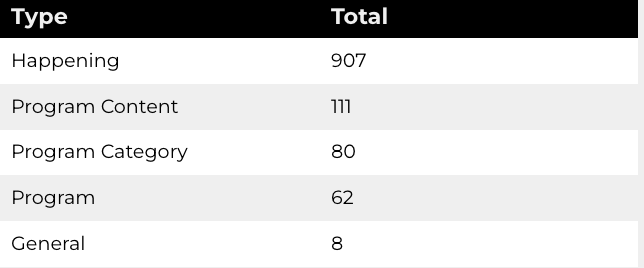 Type Total
Happening 907
Program Content 111
Program Category 80
Program 62
General 8